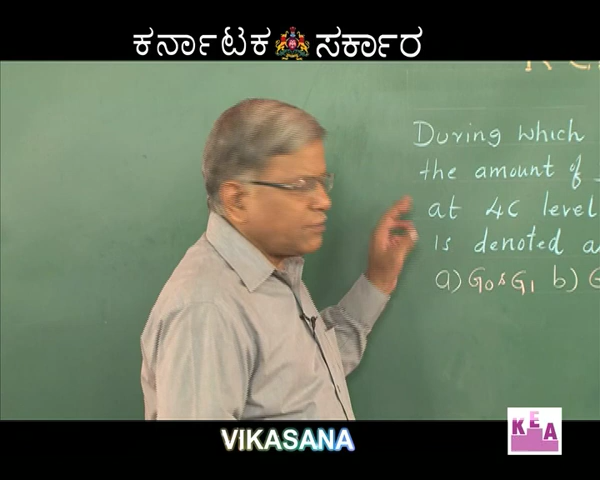 ಕರ್ನಾಟಕ ಸರ್ಕಾರ
During which
the amount of
at 4C level
is denoted a
a) G0 & G1 b) G
VIKASANA
KEA